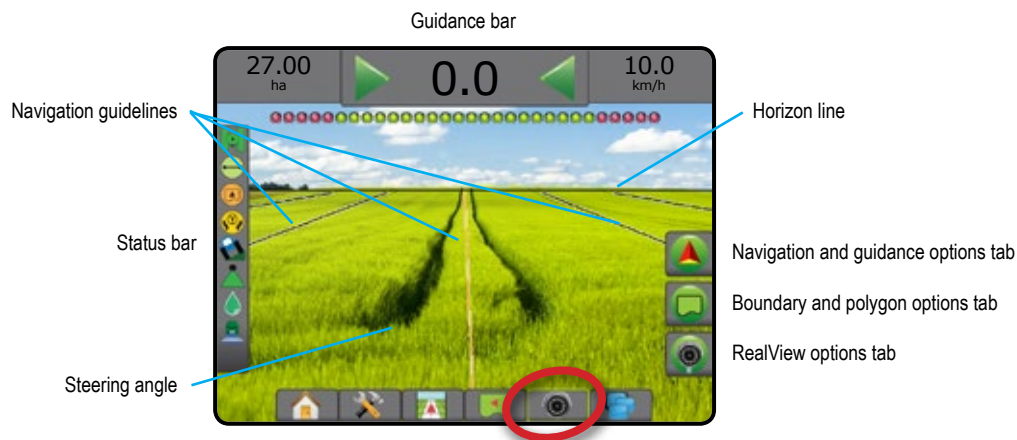 Guidance bar
27.00
ha
0.0
10.0
km/h
Navigation guidelines
Horizon line
Status bar
Navigation and guidance options tab
Boundary and polygon options tab
RealView options tab
Steering angle